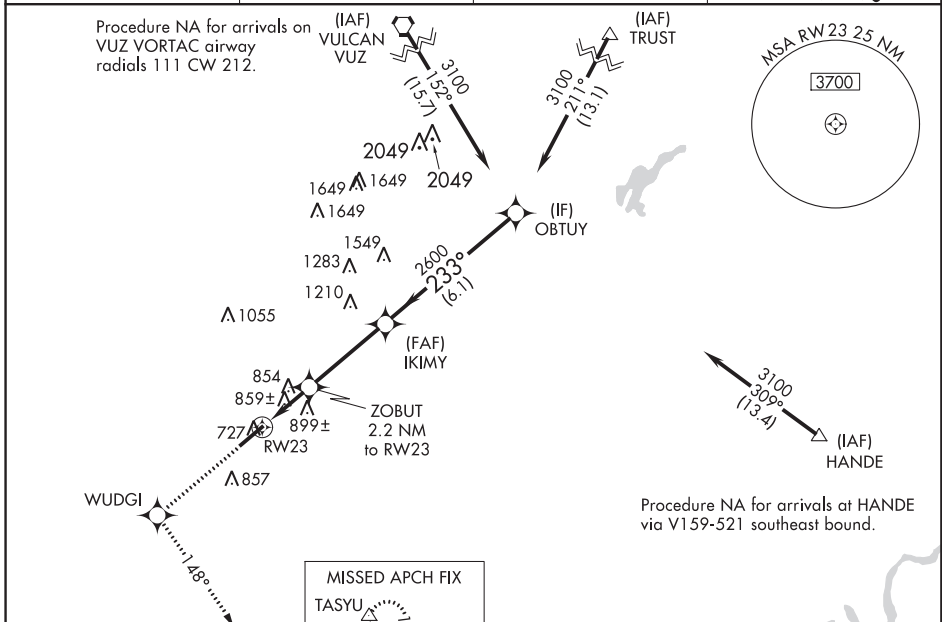 Procedure NA for arrivals on
VUZ VORTAC airway
radials 111 CW 212.
(IAF)
VULCAN
VUZ
3100
152°
(15.7)
(IAF)
TRUST
3100
211°
(13.1)
MSA RW 23 25 NM
3700
2049
2049
1649
1649
1649
(IF)
OBTUY
1549
1283
1210
2600
233°
(6.1)
1055
(FAF)
IKIMY
854
859±
899±
727
RW23
ZOBUT
2.2 NM
to RW23
3100
309°
(13.4)
(IAF)
HANDE
857
WUDGI
148°
Procedure NA for arrivals at HANDE
via V159-521 southeast bound.
MISSED APCH FIX
TASYU